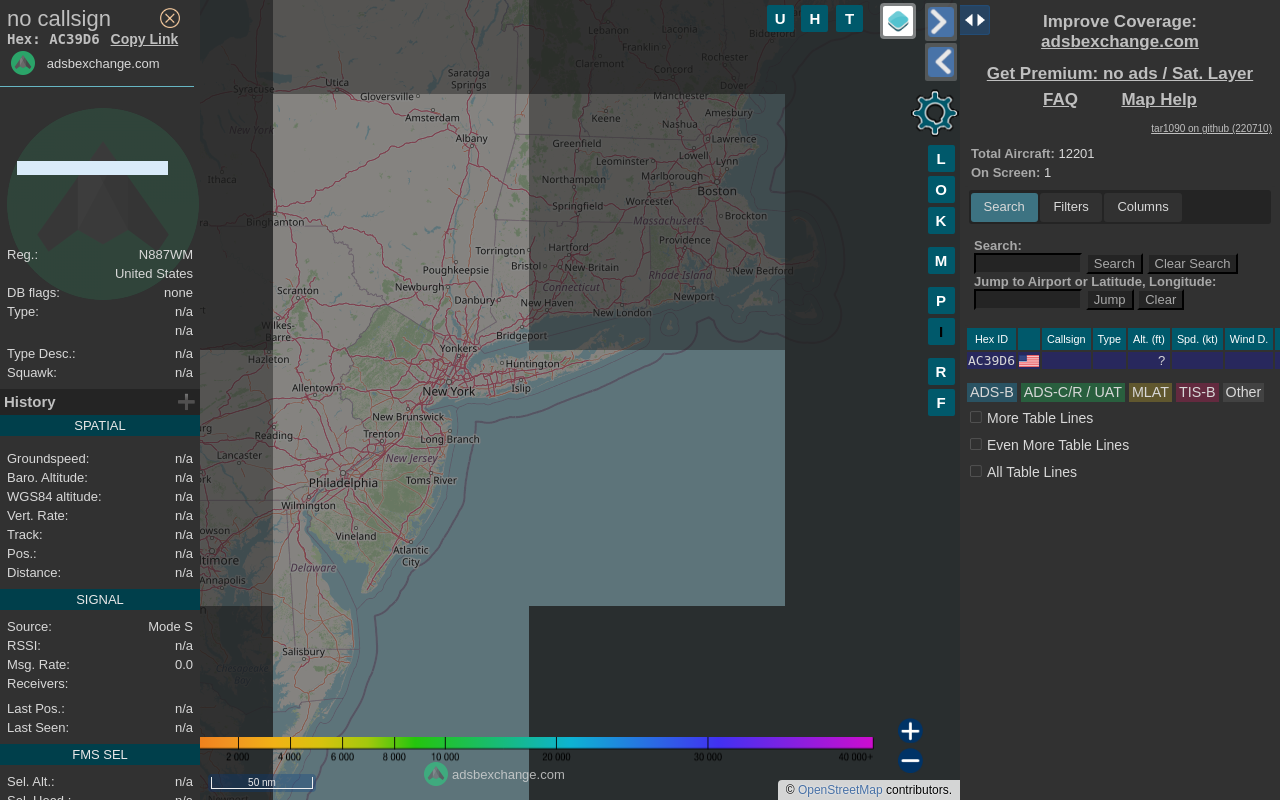 no callsign
Hex: AC39D6 Copy Link
adsbexchange.com
Reg.: N887WM
United States
DB flags: none
Type: n/a
n/a
Type Desc.: n/a
Squawk: n/a
History
SPATIAL
Groundspeed: n/a
Baro. Altitude: n/a
WGS84 altitude: n/a
Vert. Rate: n/a
Track: n/a
Pos.: n/a
Distance: n/a
SIGNAL
Source: Mode S
RSSI: n/a
Msg. Rate: 0.0
Receivers:
Last Pos.: n/a
Last Seen: n/a
FMS SEL
Sel. Alt.: n/a
U H T
L
O
K
M
P
I
R
F
Lebanon
Laconia
Franklin
Biddeford
Claremont
Rochester
Concord
Dover
Syracuse
Utica
Saratoga
Springs
Gloversville
Manchester
Amsterdam
Keene
Amesbury
Nashua
New York
Albany
Greenfield
Lawrence
Lowell
Leominster
Lynn
Ithaca
Northampton
Marlborough
Boston
Worcester
Springfield
Binghamton
Massachusetts
Brockton
Providence
Torrington
Hartford
Bristol
New Britain
Poughkeepsie
Rhode Island
New Bedford
Scranton
Newburgh
Connecticut
Danbury
New Haven
Newport
New London
Wilkes-
Barre
Bridgeport
Hazleton
Yonkers
Huntington
Allentown
New York
Islip
New Brunswick
Reading
Trenton
Long Branch
Lancaster
New Jersey
Philadelphia
Toms River
Wilmington
Vineland
Atlantic
City
Delaware
Annapolis
Salisbury
2 000 4 000 6 000 8 000 10 000 20 000 30 000 40 000+
adsbexchange.com
50 nm
© OpenStreetMap contributors.
Improve Coverage:
adsbexchange.com
Get Premium: no ads / Sat. Layer
FAQ Map Help
tar1090 on github (220710)
Total Aircraft: 12201
On Screen: 1
Search Filters Columns
Search:
Search Clear Search
Jump to Airport or Latitude, Longitude:
Jump Clear
Hex ID Callsign Type Alt. (ft) Spd. (kt) Wind D.
AC39D6 ?
ADS-B ADS-C/R / UAT MLAT TIS-B Other
More Table Lines
Even More Table Lines
All Table Lines